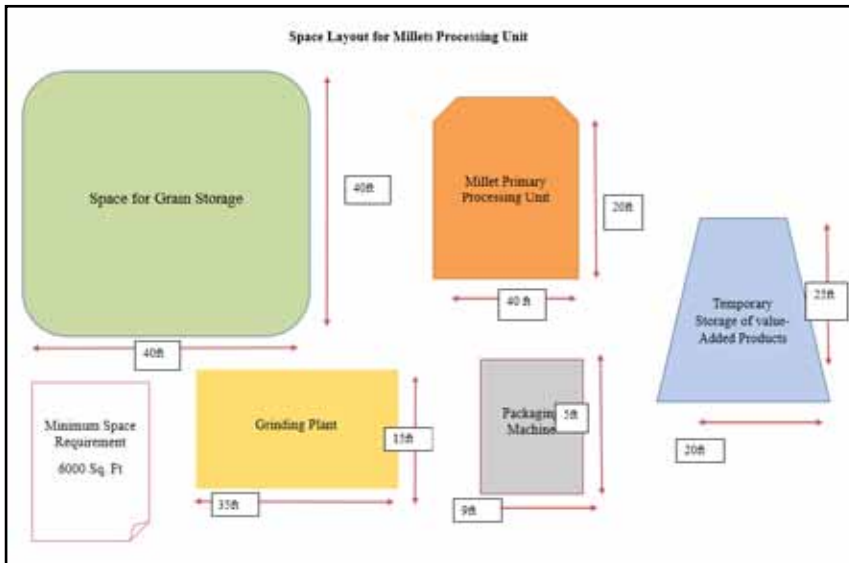 Space Layout for Millets Processing Unit
Space for Grain Storage
40ft
40ft
Millet Primary
Processing Unit
20ft
40 ft
Temporary
Storage of value-
Added Products
25ft
20ft
Minimum Space
Requirement
6000 Sq. Ft
Grinding Plant
15ft
35ft
Packaging
Machine
5ft
9ft